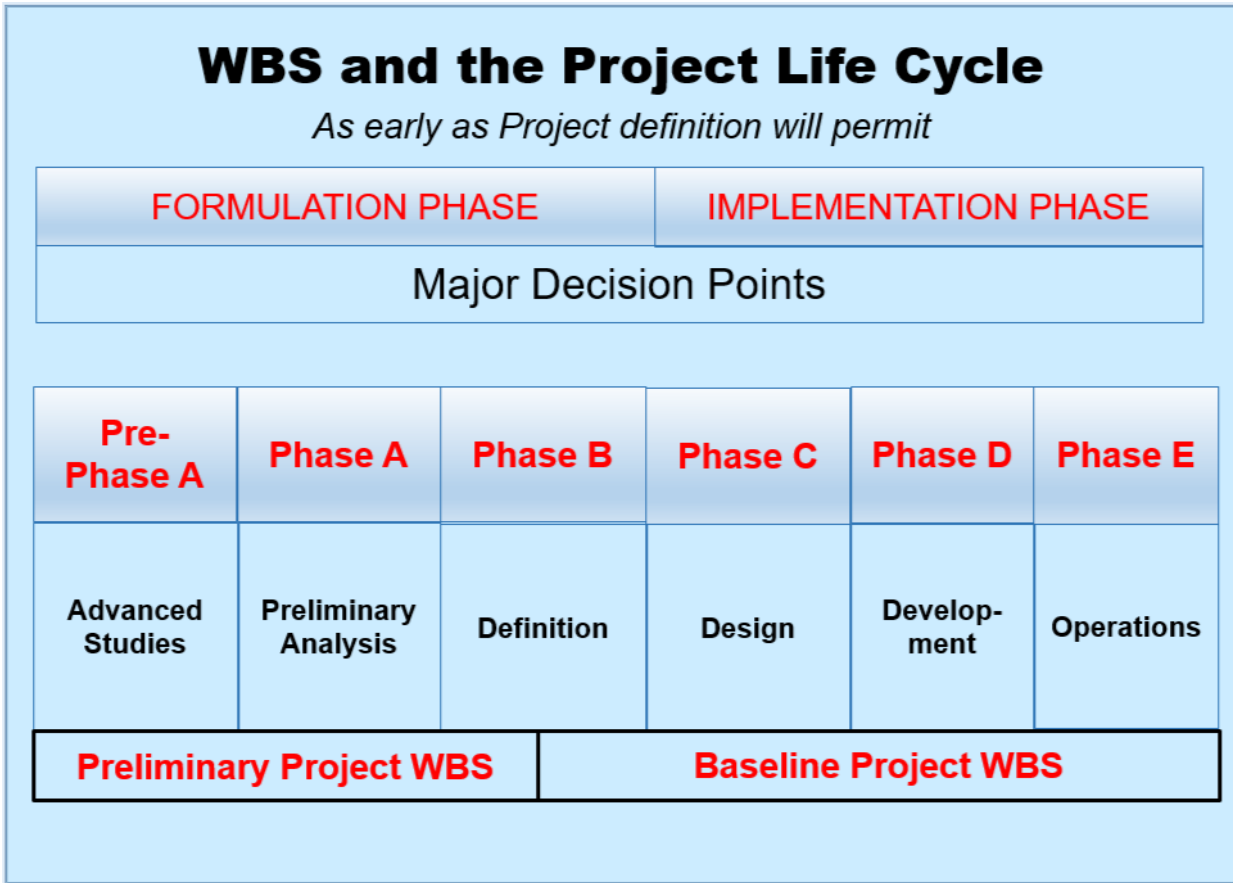 WBS and the Project Life Cycle
As early as Project definition will permit
FORMULATION PHASE
IMPLEMENTATION PHASE
Major Decision Points
Pre-
Phase A
Phase A
Phase B
Phase C
Phase D
Phase E
Advanced
Studies
Preliminary
Analysis
Definition
Design
Develop-
ment
Operations
Preliminary Project WBS
Baseline Project WBS